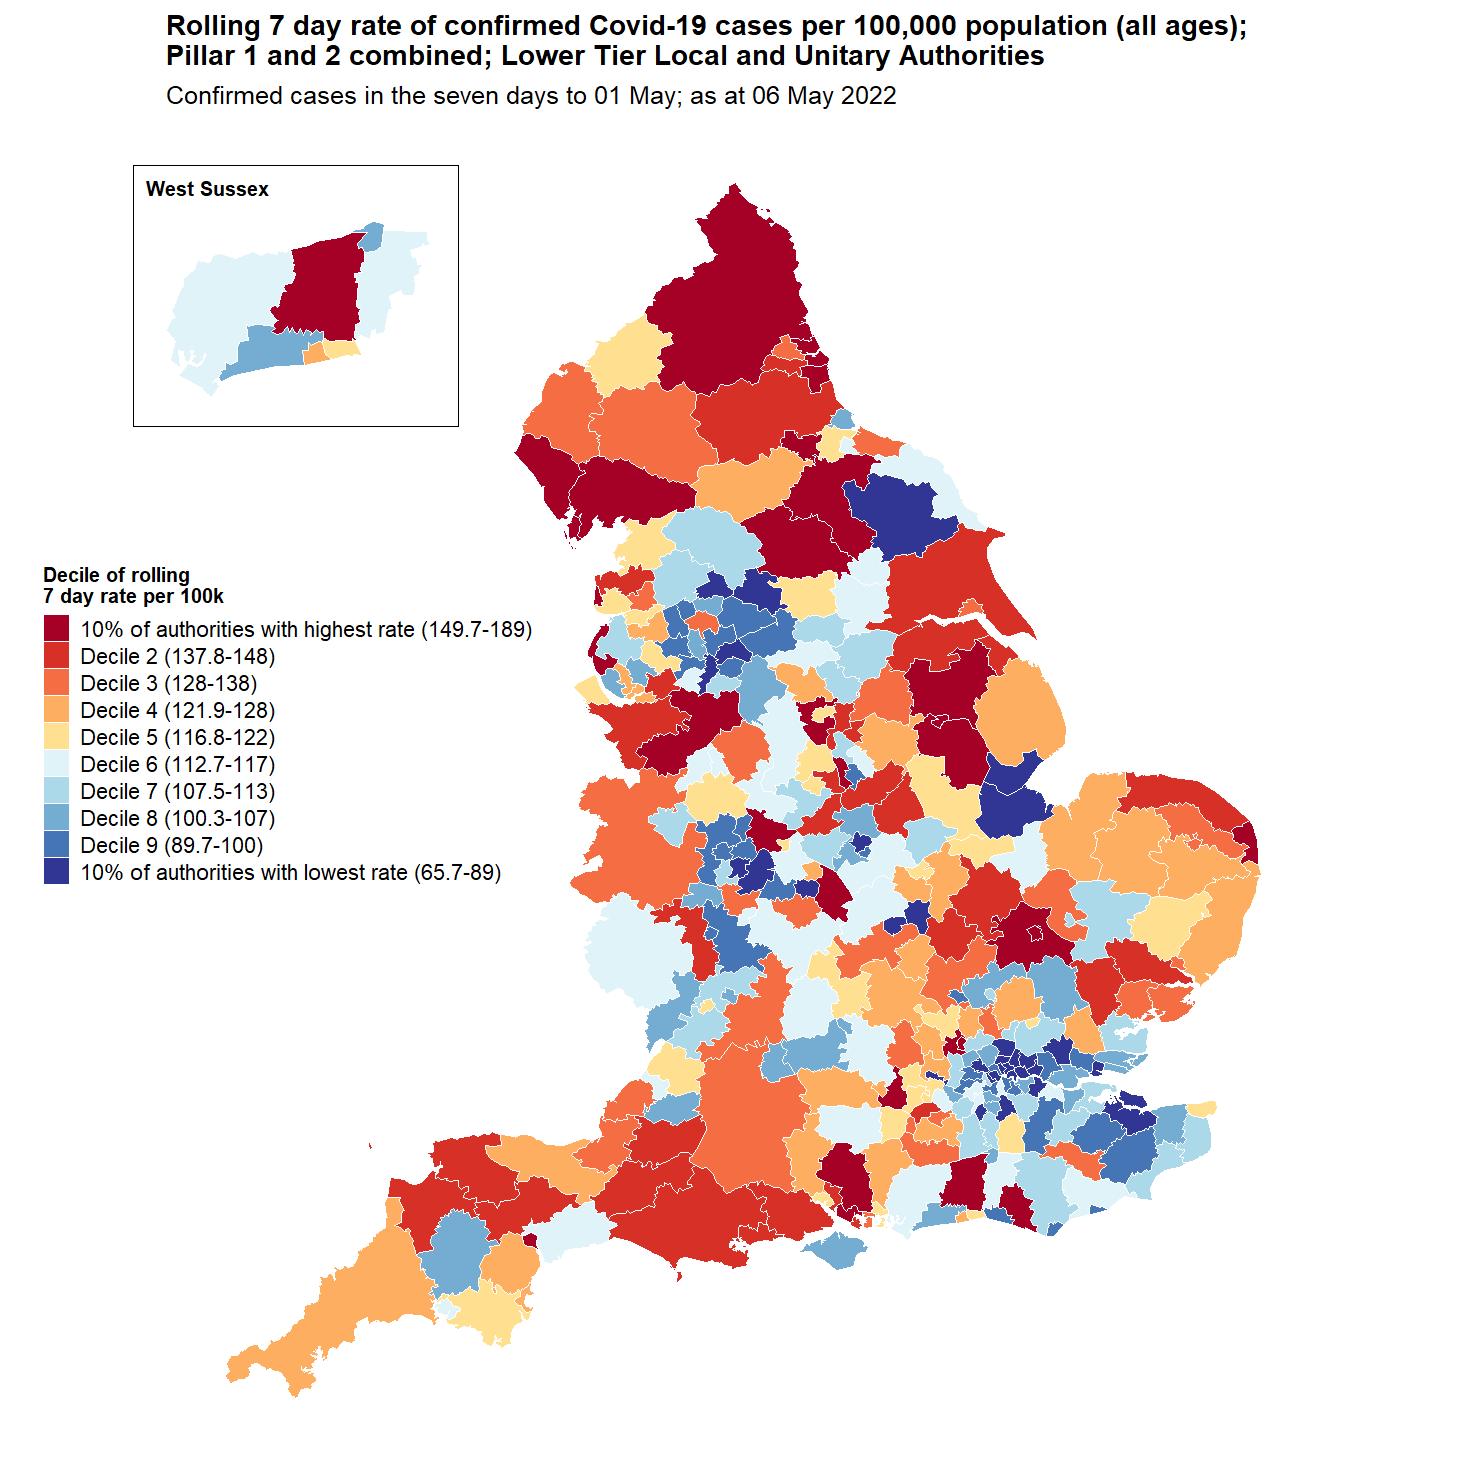 Rolling 7 day rate of confirmed Covid-19 cases per 100,000 population (all ages);
Pillar 1 and 2 combined; Lower Tier Local and Unitary Authorities
Confirmed cases in the seven days to 01 May; as at 06 May 2022
West Sussex
Decile of rolling
7 day rate per 100k
10% of authorities with highest rate (149.7-189)
Decile 2 (137.8-148)
Decile 3 (128-138)
Decile 4 (121.9-128)
Decile 5 (116.8-122)
Decile 6 (112.7-117)
Decile 7 (107.5-113)
Decile 8 (100.3-107)
Decile 9 (89.7-100)
10% of authorities with lowest rate (65.7-89)